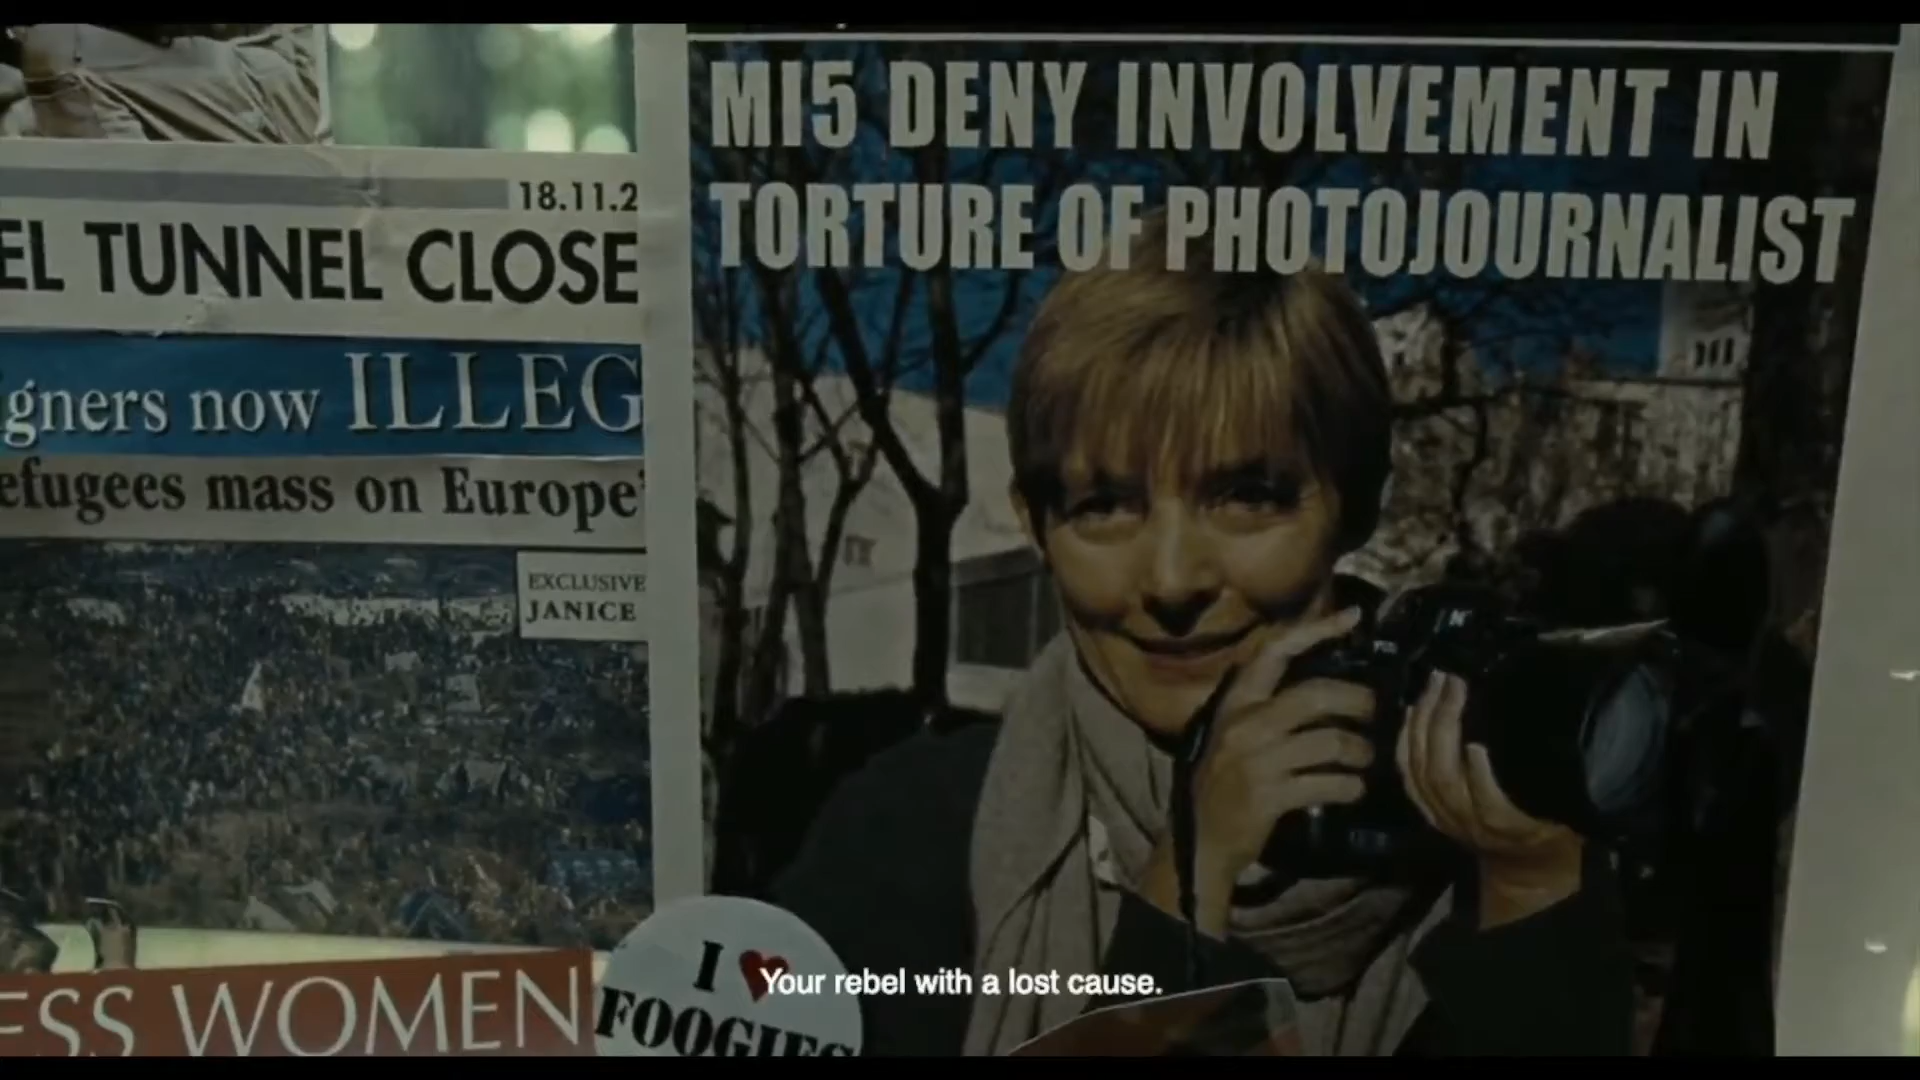 MI5 DENY INVOLVEMENT IN
TORTURE OF PHOTOJOURNALIST
18.11.2
EL TUNNEL CLOSE
igners now ILLEG
efugees mass on Europe'
EXCLUSIVE
JANICE
ESS WOMEN
I
FOOGIES
Your rebel with a lost cause.